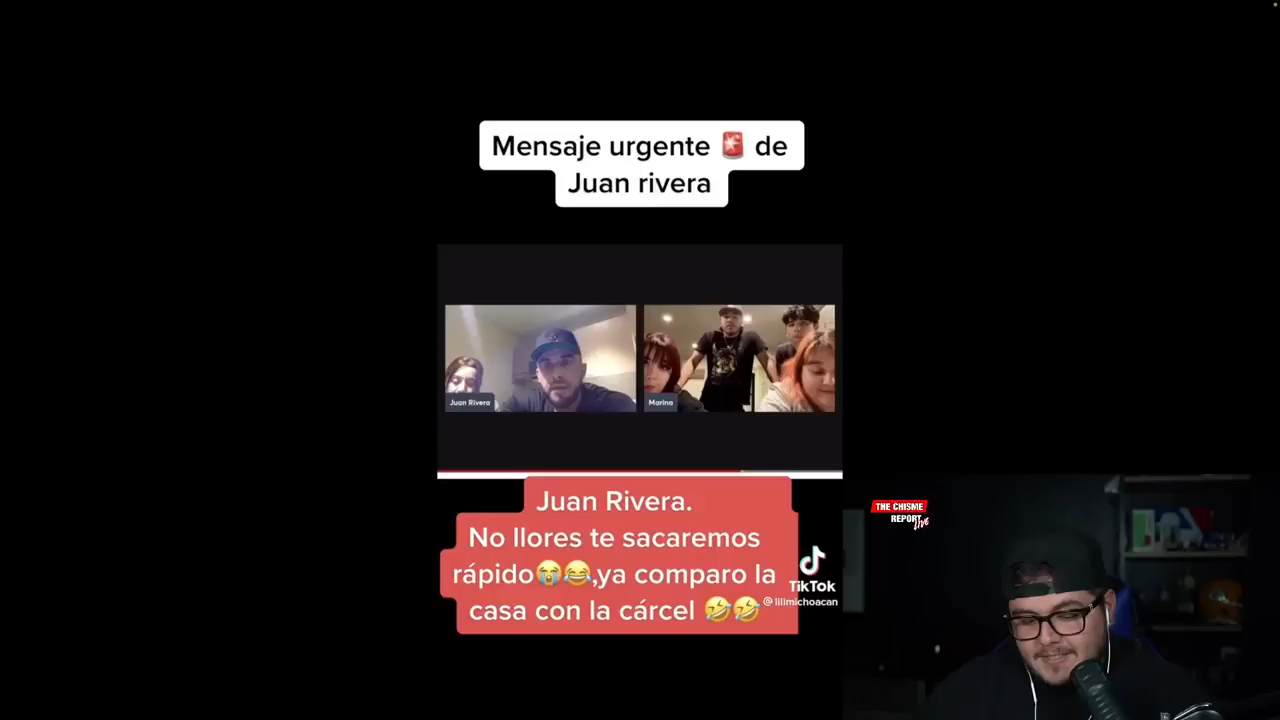 Mensaje urgente 🚨 de
Juan rivera
Juan Rivera
Marina
Juan Rivera.
No llores te sacaremos
rápido😭😂,ya comparo la
casa con la cárcel 🤣🤣
TikTok
@lilimichoacan
THE CHISME
REPORT
LIVE